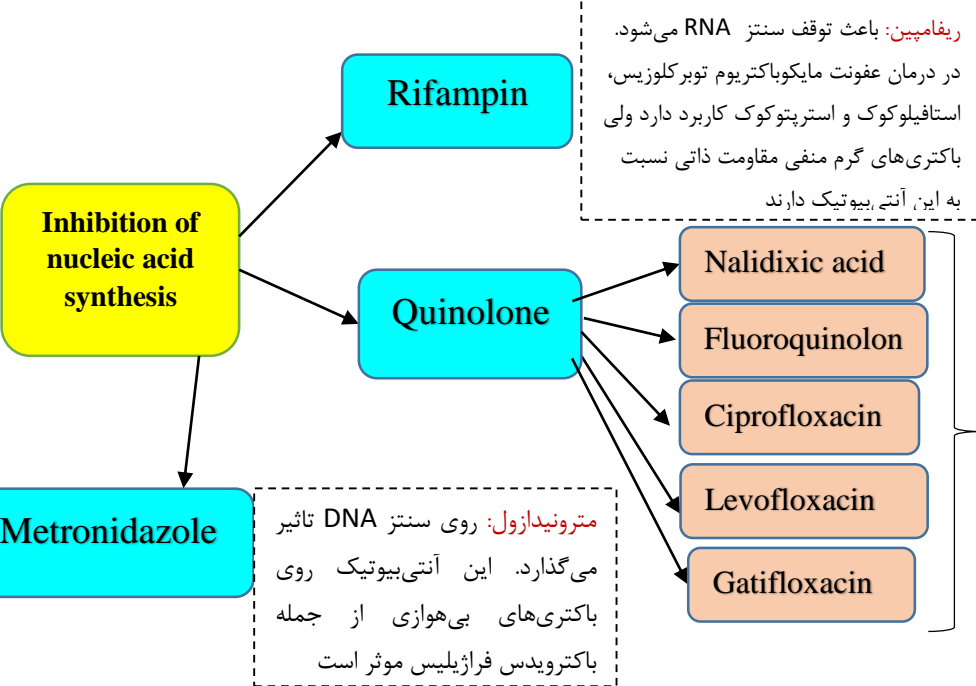 ریفامپین: باعث توقف سنتز RNA می‌شود.
در درمان عفونت مایکوباکتریوم توبرکلوزیس،
استافیلوکوک و استرپتوکوک کاربرد دارد ولی
باکتری‌های گرم منفی مقاومت ذاتی نسبت
به این آنتی‌بیوتیک دارند
Rifampin
Inhibition of
nucleic acid
synthesis
Quinolone
Nalidixic acid
Fluoroquinolon
Ciprofloxacin
Levofloxacin
Gatifloxacin
Metronidazole
مترونیدازول: روی سنتز DNA تاثیر
می‌گذارد. این آنتی‌بیوتیک روی
باکتری‌های بی‌هوازی از جمله
باکترویدس فراژیلیس موثر است